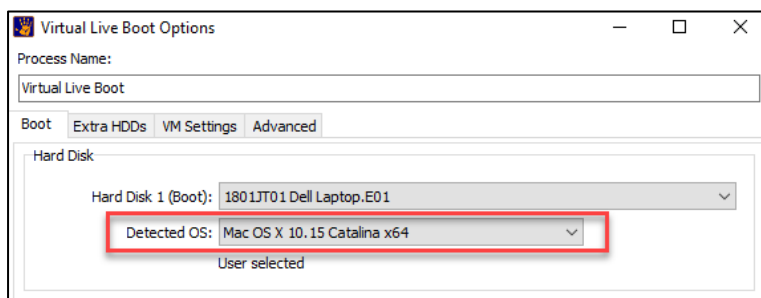 Virtual Live Boot Options
Process Name:
Virtual Live Boot
Boot Extra HDDs VM Settings Advanced
Hard Disk
Hard Disk 1 (Boot): 1801JT01 Dell Laptop.E01
Detected OS: Mac OS X 10.15 Catalina x64
User selected